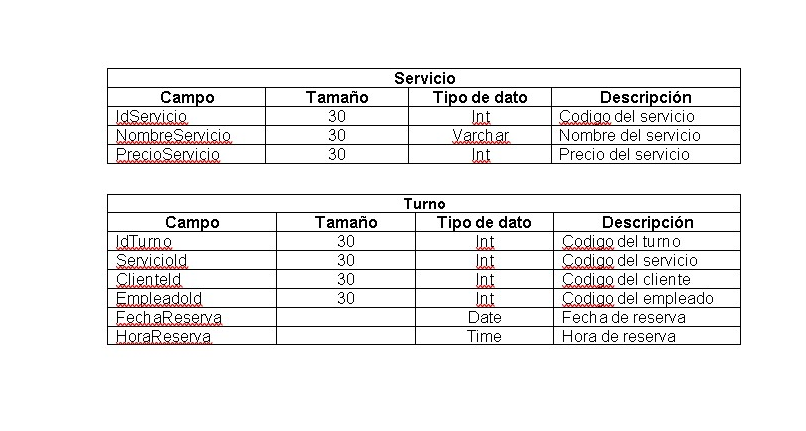 Servicio
Campo Tamaño Tipo de dato Descripción
IdServicio 30 Int Codigo del servicio
NombreServicio 30 Varchar Nombre del servicio
PrecioServicio 30 Int Precio del servicio
Turno
Campo Tamaño Tipo de dato Descripción
IdTurno 30 Int Codigo del turno
ServicioId 30 Int Codigo del servicio
ClienteId 30 Int Codigo del cliente
EmpleadoId 30 Int Codigo del empleado
FechaReserva Date Fecha de reserva
HoraReserva Time Hora de reserva